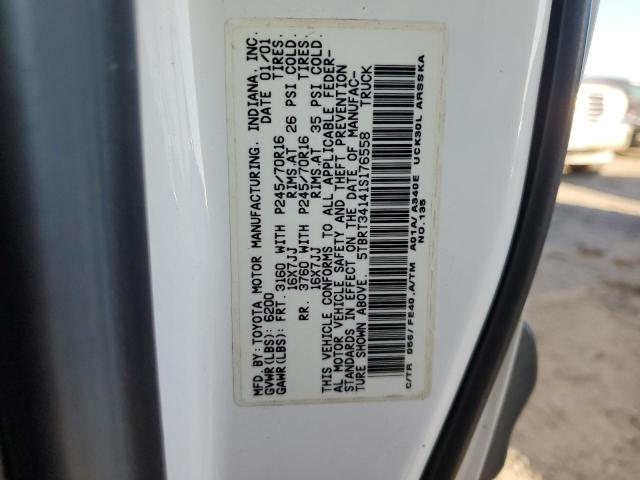 MFD. BY: TOYOTA MOTOR MANUFACTURING, INDIANA, INC.
GVWR(LBS): 6200 DATE 01/01
GAWR(LBS): FRT. 3160 WITH P245/70R16 TIRES.
16X7JJ RIMS.AT 26 PSI COLD.
RR. 3760 WITH P245/70R16 TIRES.
16X7JJ RIMS.AT 35 PSI COLD.
THIS VEHICLE CONFORMS TO ALL APPLICABLE FEDER-
AL MOTOR VEHICLE SAFETY AND THEFT PREVENTION
STANDARDS IN EFFECT ON THE DATE OF MANUFAC-
TURE SHOWN ABOVE. 5TBRT34141S176558 TRUCK
C/TR 056/FE40,A/TM A01A/A340E UCK30L ARSSKA
NO.135